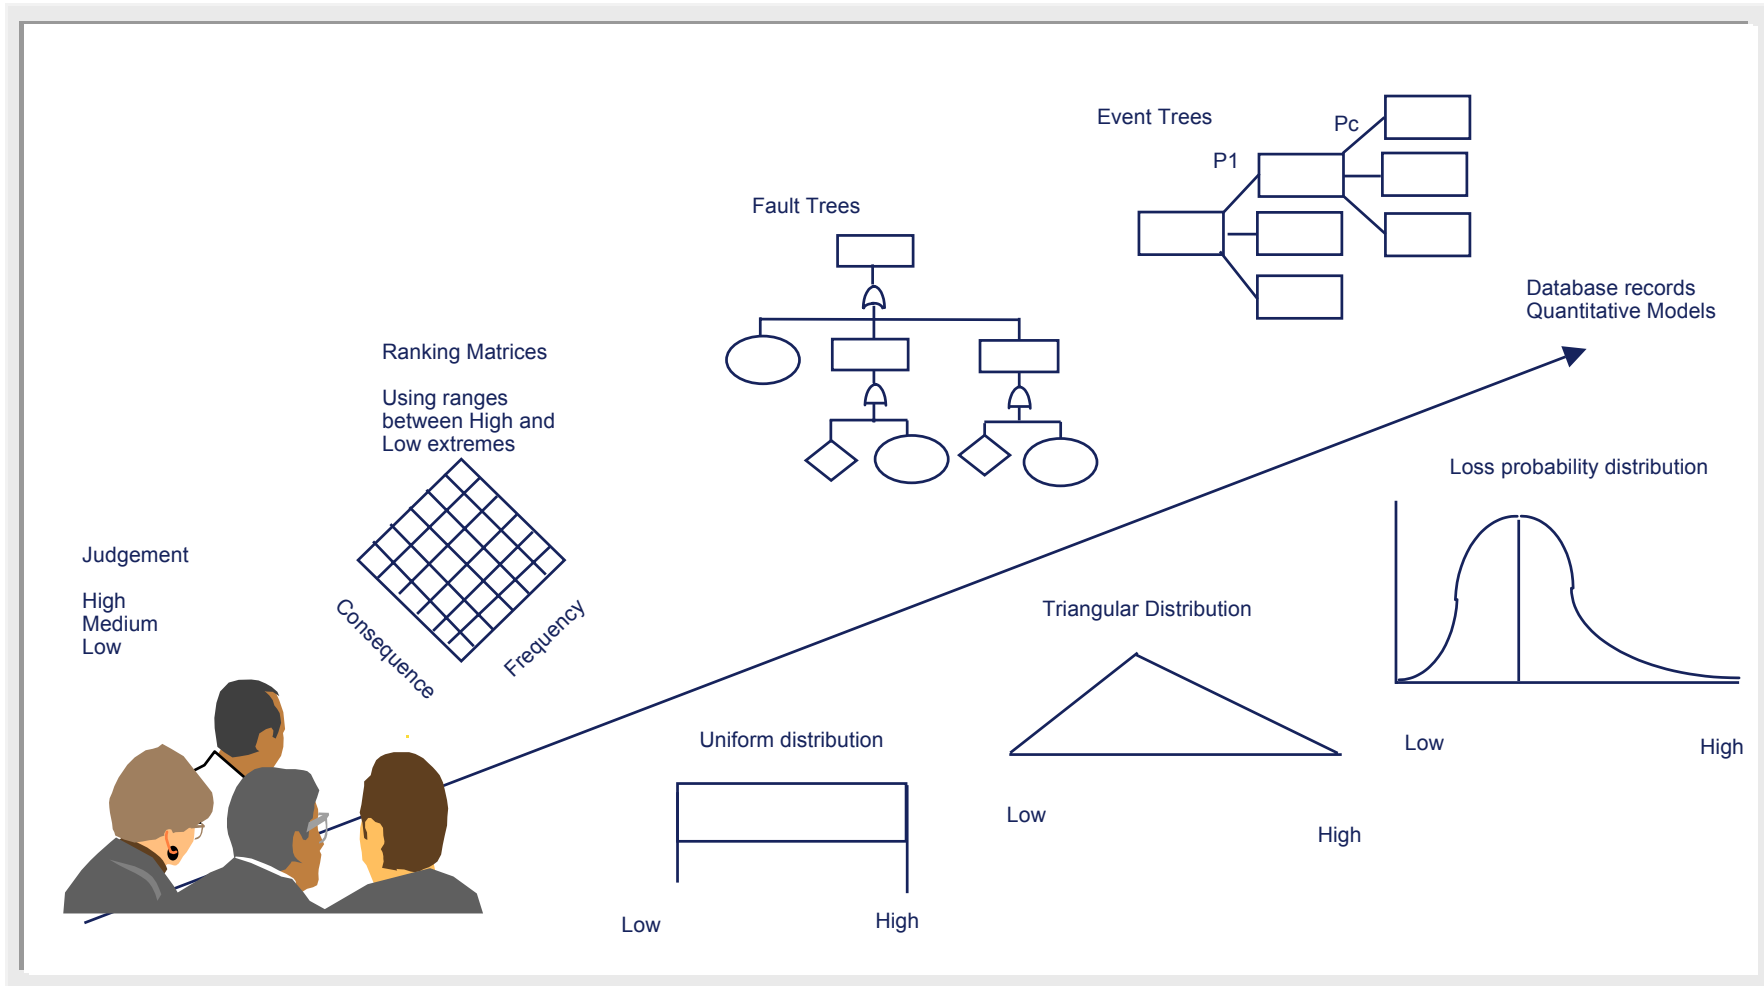 Event Trees
Pc
P1
Fault Trees
Database records
Quantitative Models
Ranking Matrices
Using ranges
between High and
Low extremes
Loss probability distribution
Judgement
High
Medium
Low
Consequence
Frequency
Triangular Distribution
Uniform distribution
Low
High
Low
High
Low
High